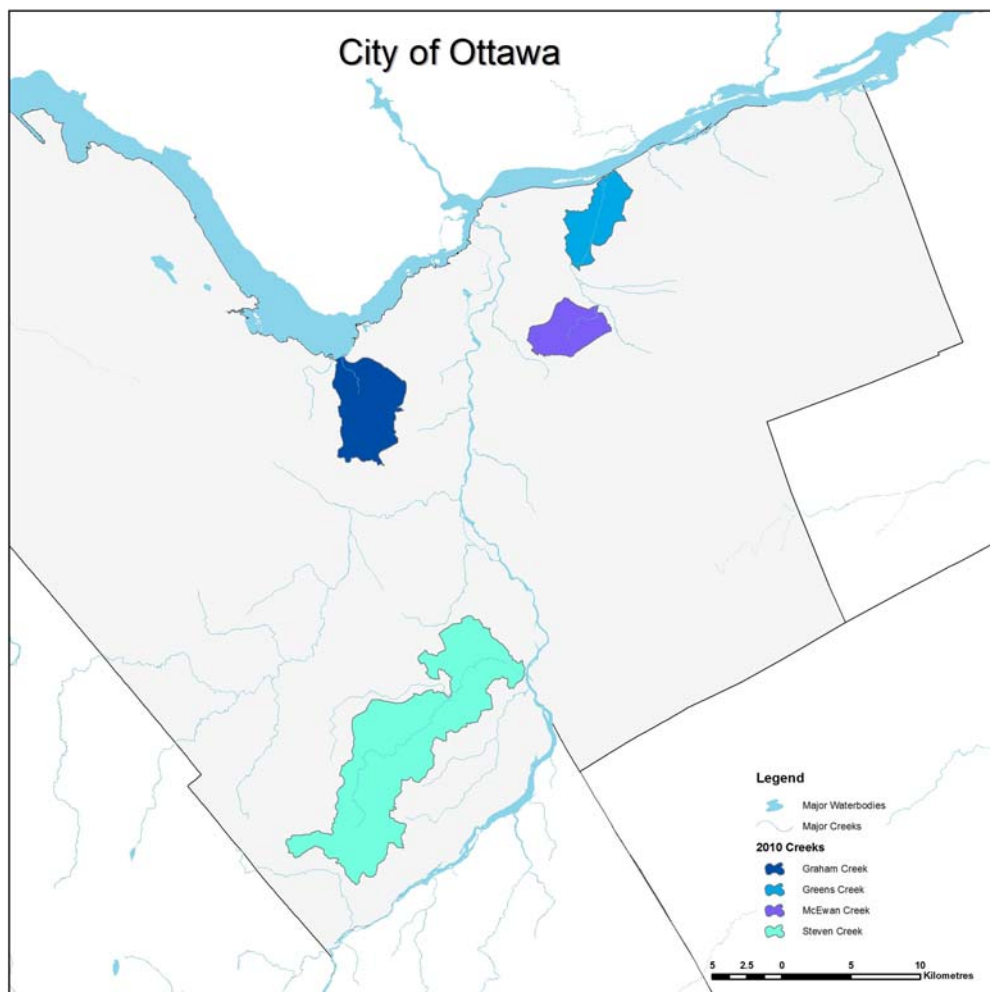 City of Ottawa
Legend
Major Waterbodies
Major Creeks
2010 Creeks
Graham Creek
Greens Creek
McEwan Creek
Steven Creek
5 2.5 0 5 10
Kilometres